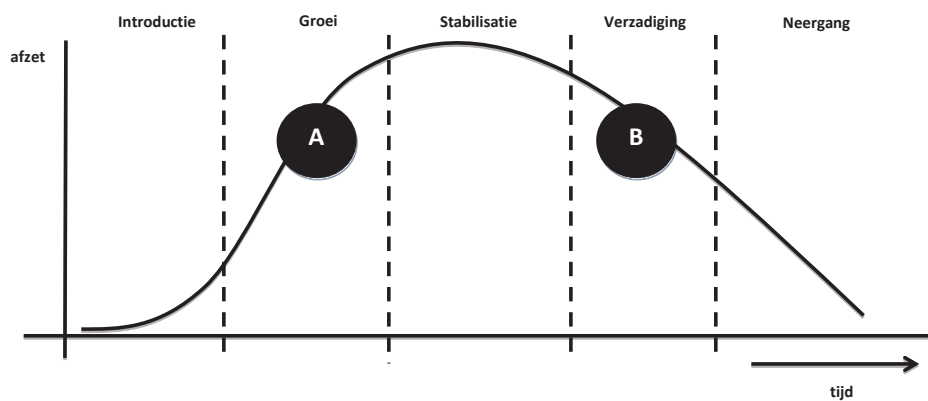 Introductie
Groei
Stabilisatie
Verzadiging
Neergang
afzet
A
B
tijd